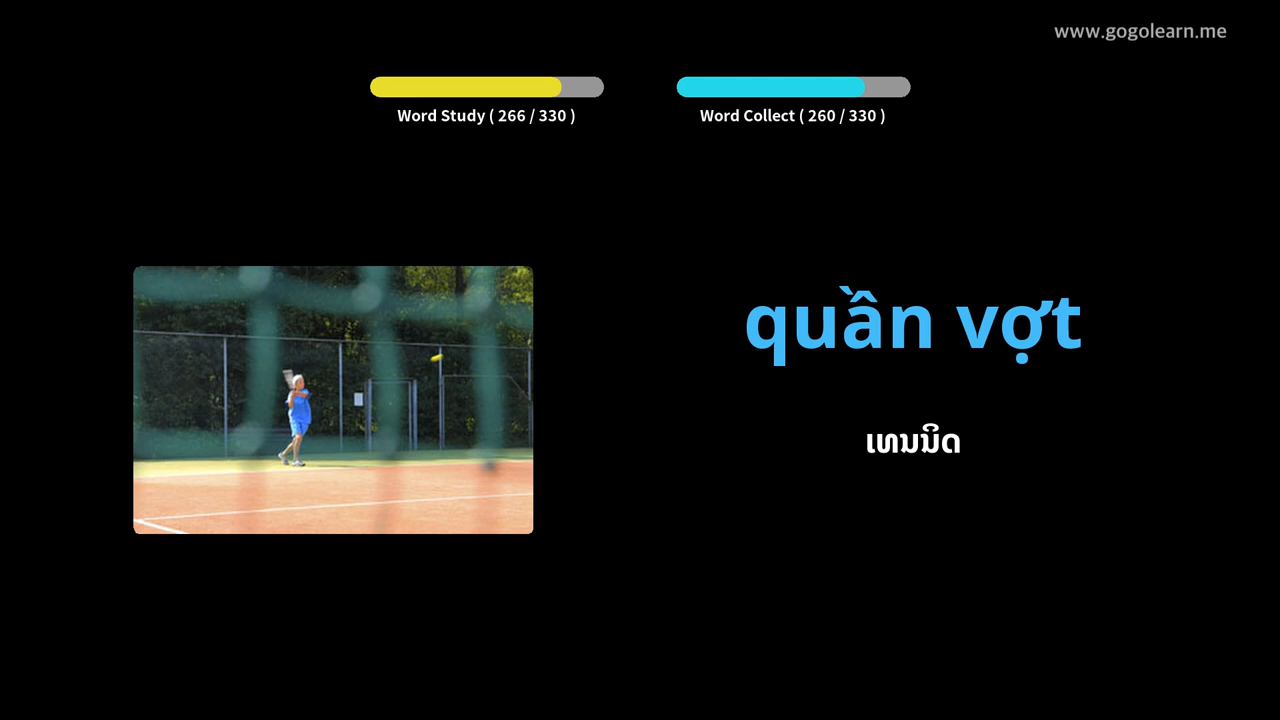 www.gogolearn.me
Word Study ( 266 / 330 )
Word Collect ( 260 / 330 )
quần vợt
ເທນນິດ